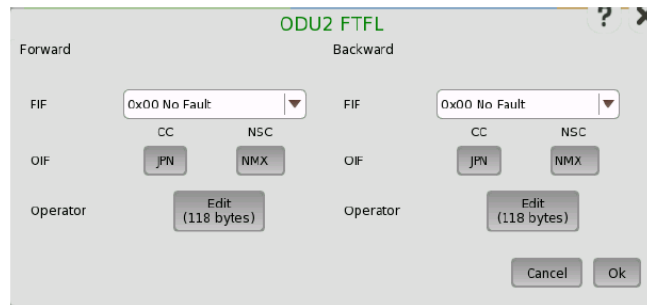 ODU2 FTFL
?
Forward Backward
FIF 0x00 No Fault FIF 0x00 No Fault
CC NSC CC NSC
OIF JPN NMX OIF JPN NMX
Operator Edit (118 bytes) Operator Edit (118 bytes)
Cancel Ok